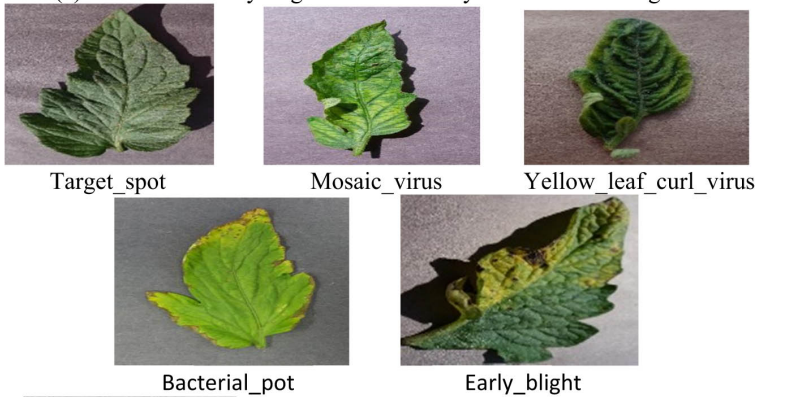 Target_spot
Mosaic_virus
Yellow_leaf_curl_virus
Bacterial_pot
Early_blight